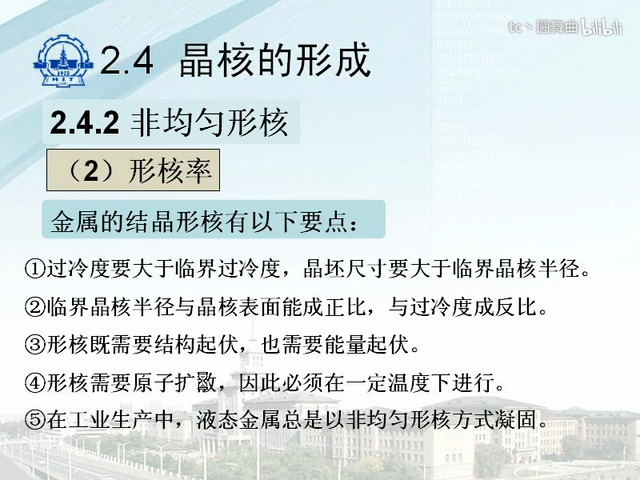 tc丶圆舞曲 bilibili
2.4 晶核的形成
2.4.2 非均匀形核
（2）形核率
金属的结晶形核有以下要点：
①过冷度要大于临界过冷度，晶坯尺寸要大于临界晶核半径。
②临界晶核半径与晶核表面能成正比，与过冷度成反比。
③形核既需要结构起伏，也需要能量起伏。
④形核需要原子扩散，因此必须在一定温度下进行。
⑤在工业生产中，液态金属总是以非均匀形核方式凝固。